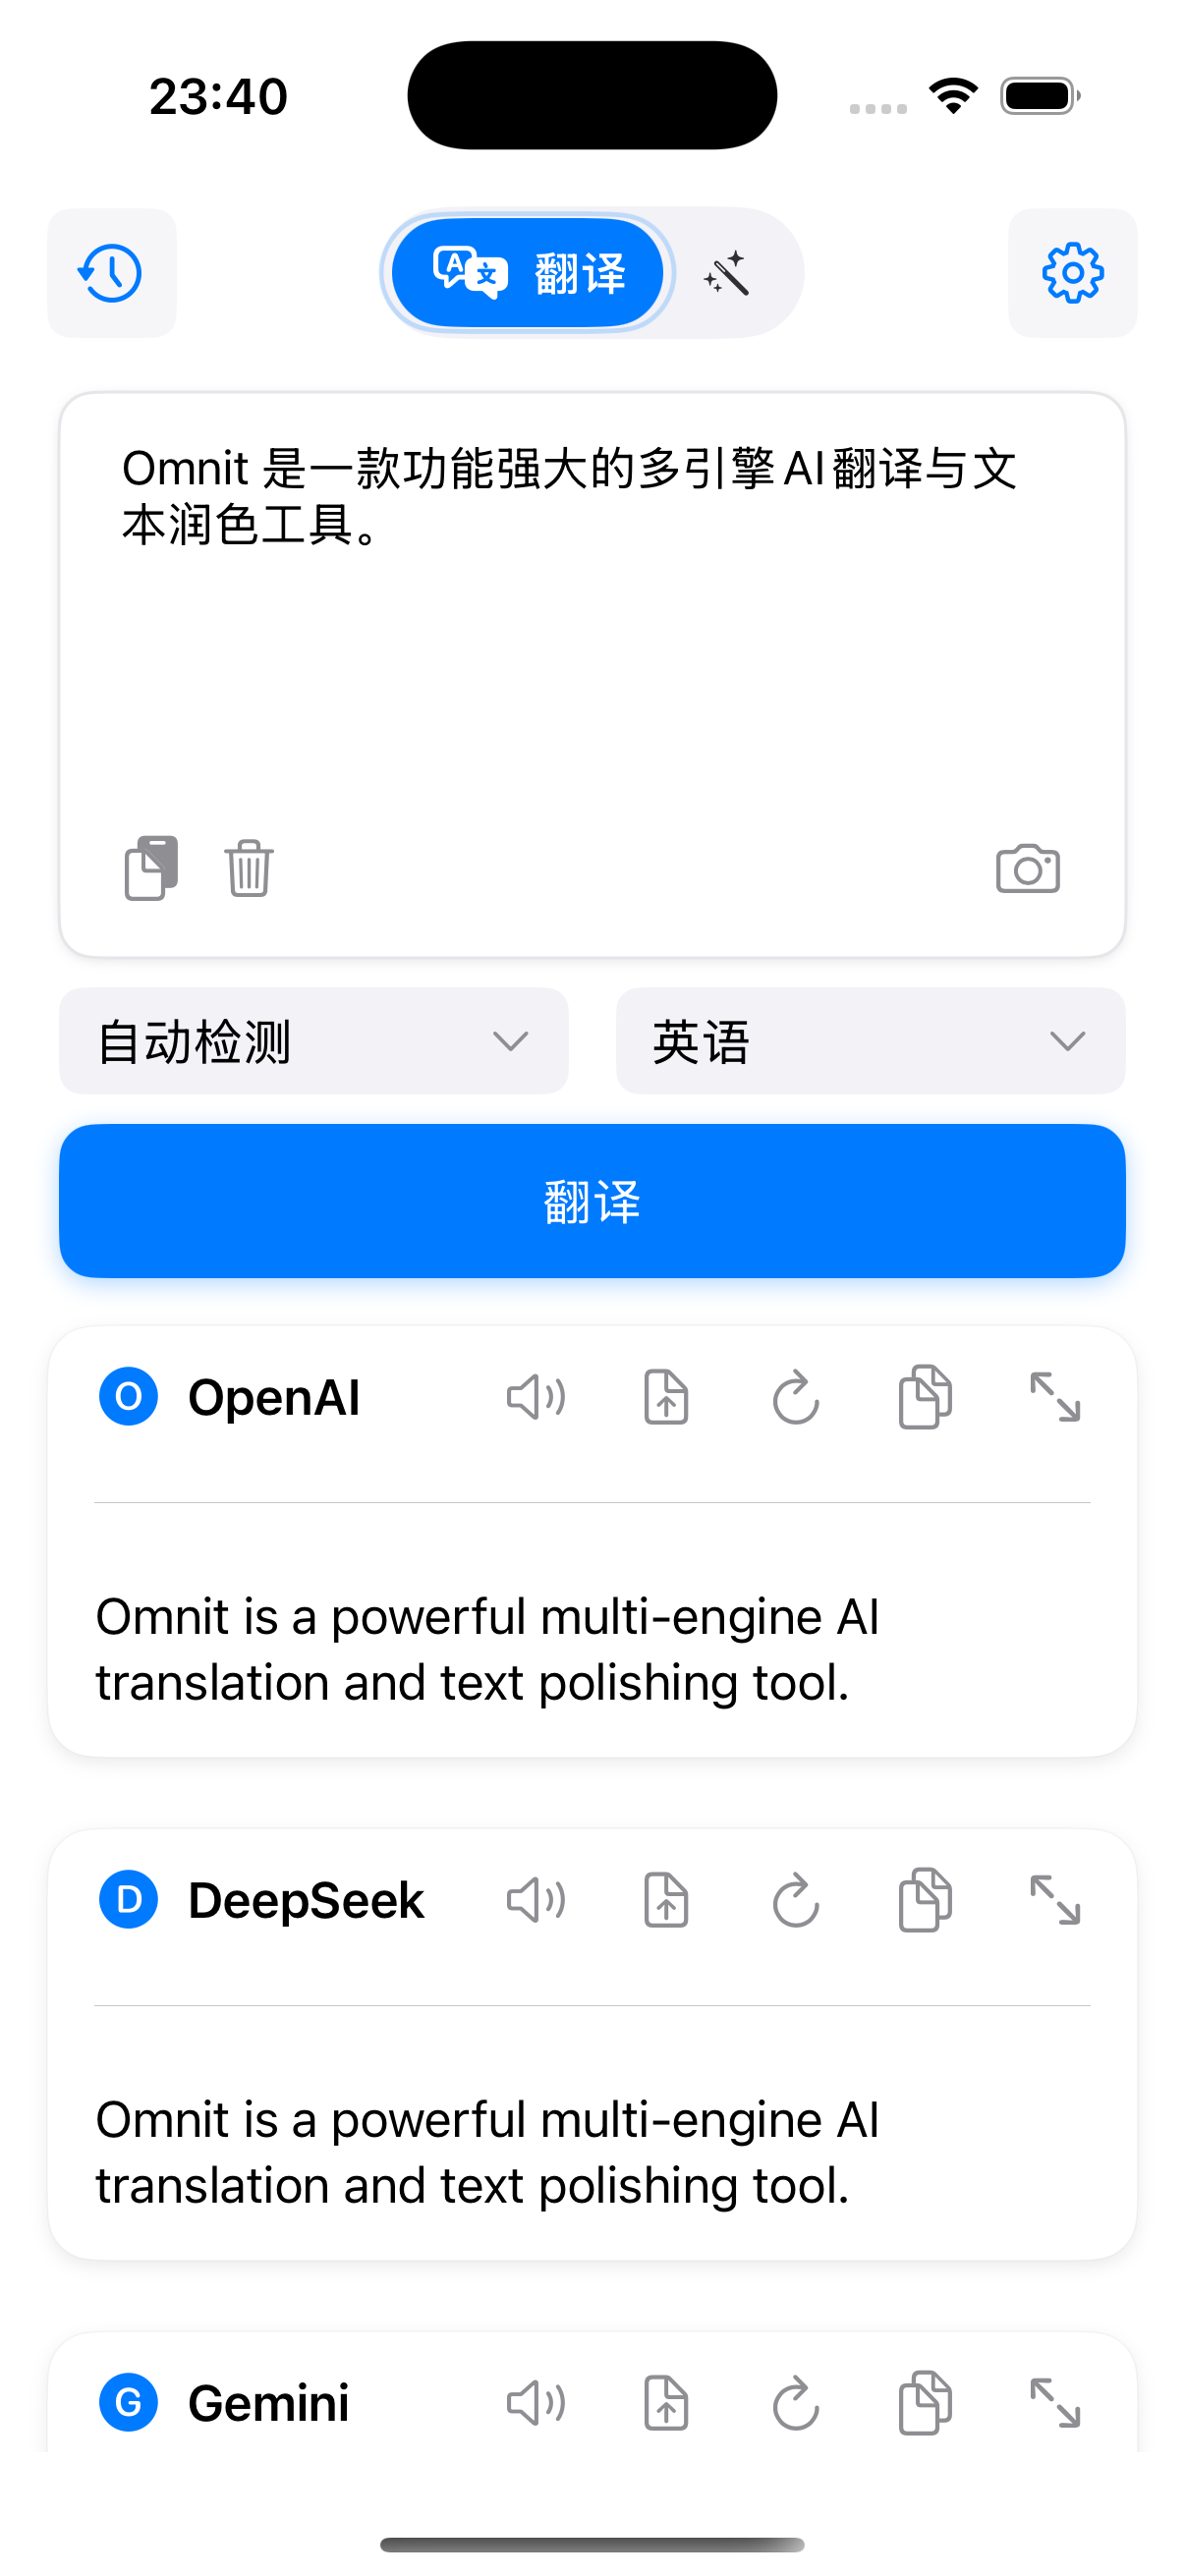 23:40
A 文 翻译
Omnit 是一款功能强大的多引擎 AI 翻译与文
本润色工具。
自动检测
英语
翻译
O OpenAI
Omnit is a powerful multi-engine AI
translation and text polishing tool.
D DeepSeek
Omnit is a powerful multi-engine AI
translation and text polishing tool.
G Gemini